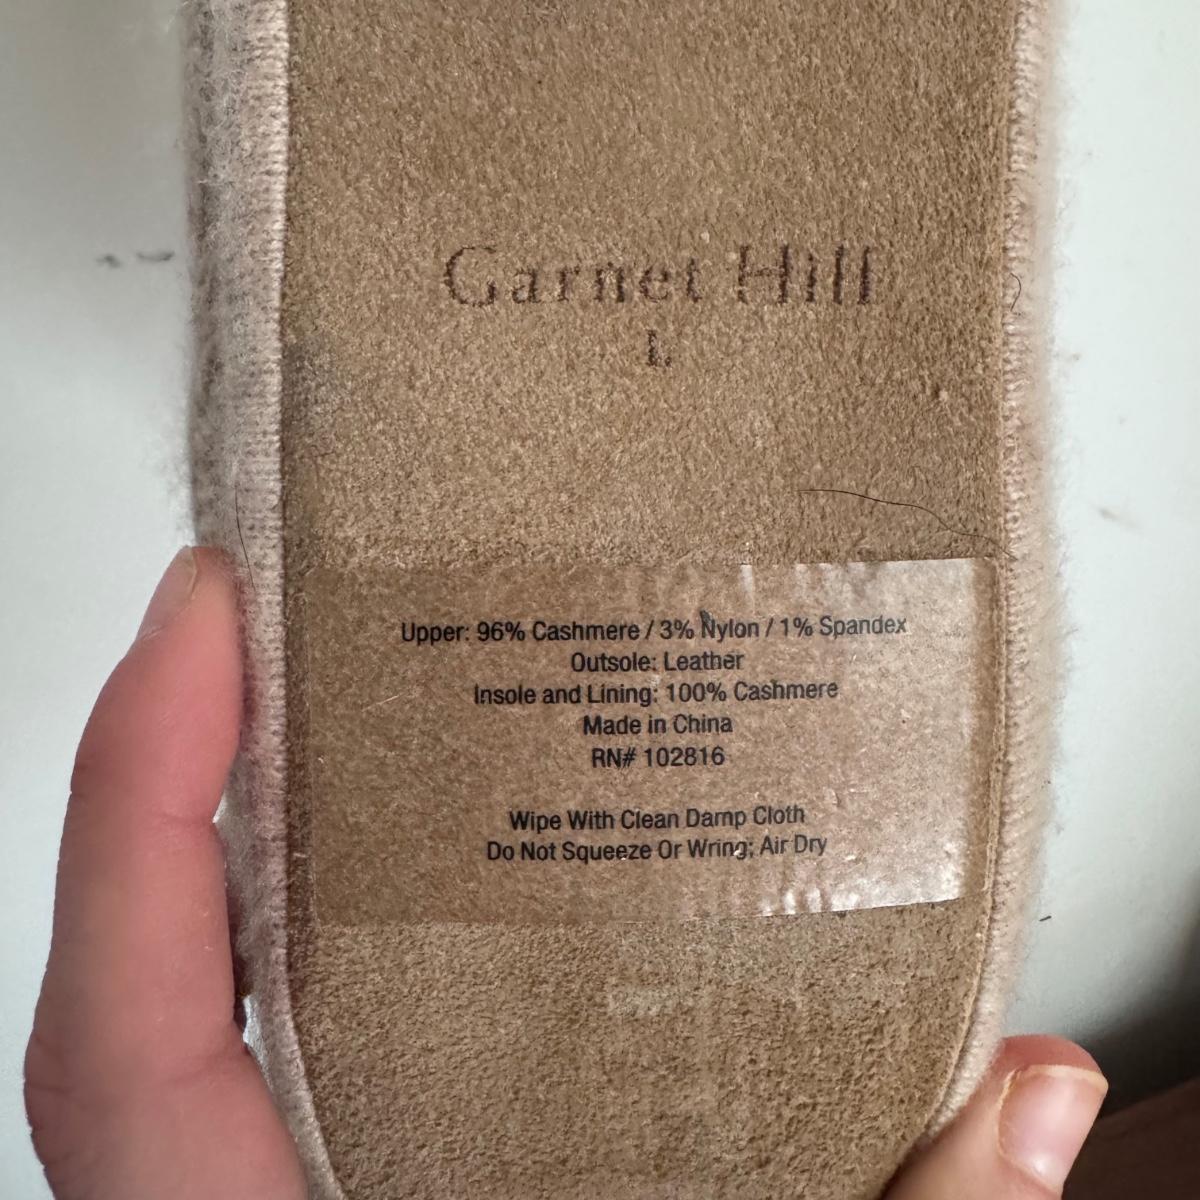 Garnet Hill
L
Upper: 96% Cashmere / 3% Nylon / 1% Spandex
Outsole: Leather
Insole and Lining: 100% Cashmere
Made in China
RN# 102816
Wipe With Clean Damp Cloth
Do Not Squeeze Or Wring; Air Dry